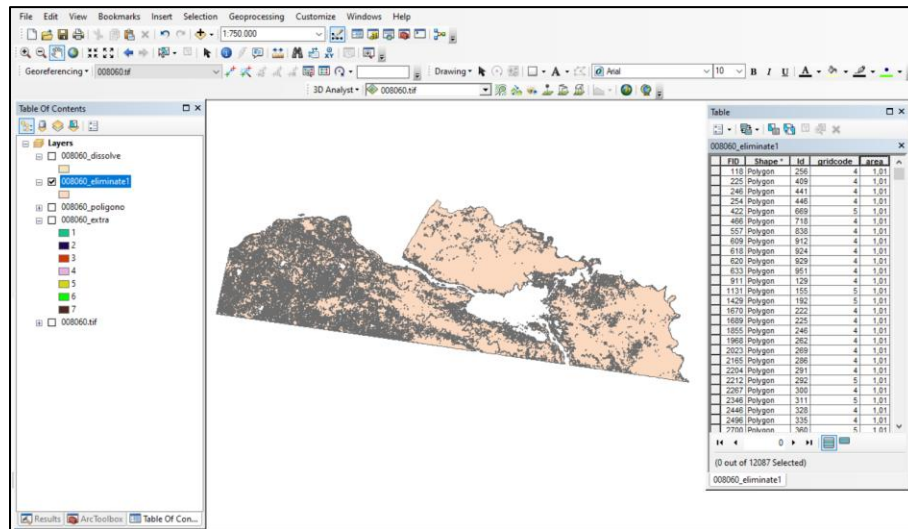 File Edit View Bookmarks Insert Selection Geoprocessing Customize Windows Help
1:750.000
Georeferencing 008060.tif Drawing Arial 10 B I U A
3D Analyst 008060.tif
Table Of Contents
Layers
008060_dissolve
008060_eliminate1
008060_poligono
008060_extra
1
2
3
4
5
6
7
008060.tif
Results ArcToolbox Table Of Con...
Table
008060_eliminate1
FID Shape * Id gridcode area
118 Polygon 256 4 1,01
225 Polygon 409 4 1,01
246 Polygon 441 4 1,01
254 Polygon 446 4 1,01
422 Polygon 669 5 1,01
466 Polygon 718 4 1,01
557 Polygon 838 4 1,01
609 Polygon 912 4 1,01
618 Polygon 924 4 1,01
620 Polygon 929 4 1,01
633 Polygon 951 4 1,01
911 Polygon 129 4 1,01
1131 Polygon 155 5 1,01
1429 Polygon 192 5 1,01
1670 Polygon 222 4 1,01
1689 Polygon 225 4 1,01
1855 Polygon 246 4 1,01
1968 Polygon 262 4 1,01
2023 Polygon 269 4 1,01
2165 Polygon 286 4 1,01
2204 Polygon 291 4 1,01
2212 Polygon 292 5 1,01
2267 Polygon 300 4 1,01
2346 Polygon 311 5 1,01
2446 Polygon 328 4 1,01
2496 Polygon 335 4 1,01
2700 Polygon 360 5 1,01
0
(0 out of 12087 Selected)
008060_eliminate1